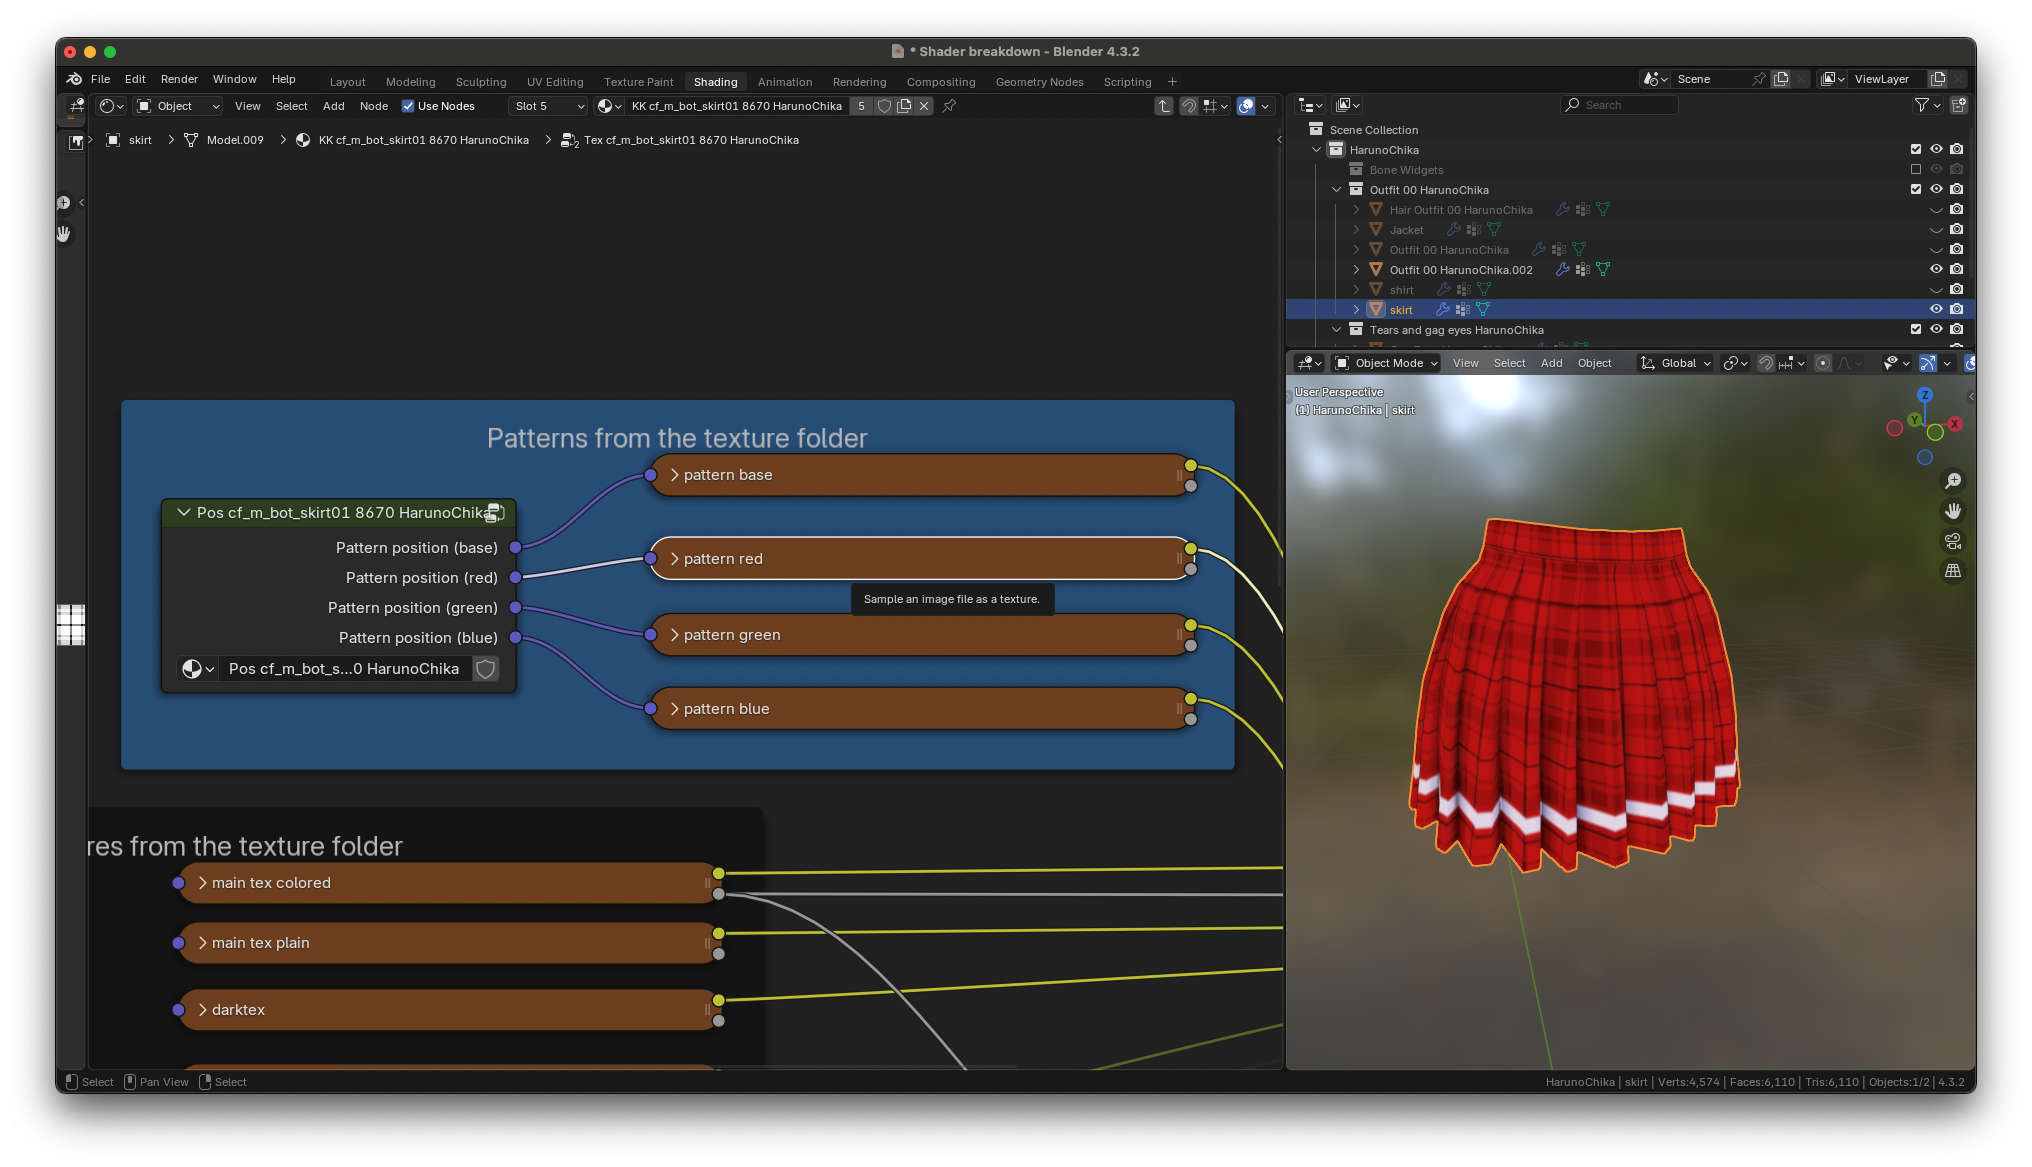 * Shader breakdown - Blender 4.3.2
File Edit Render Window Help
Layout Modeling Sculpting UV Editing Texture Paint Shading Animation Rendering Compositing Geometry Nodes Scripting +
Scene
ViewLayer
Object View Select Add Node Use Nodes Slot 5 KK cf_m_bot_skirt01 8670 HarunoChika 5
Search
skirt > Model.009 > KK cf_m_bot_skirt01 8670 HarunoChika > 2 Tex cf_m_bot_skirt01 8670 HarunoChika
Scene Collection
HarunoChika
Bone Widgets
Outfit 00 HarunoChika
Hair Outfit 00 HarunoChika
Jacket
Outfit 00 HarunoChika
Outfit 00 HarunoChika.002
shirt
skirt
Tears and gag eyes HarunoChika
Object Mode View Select Add Object Global
User Perspective
(1) HarunoChika | skirt
Z
Y
X
Patterns from the texture folder
Pos cf_m_bot_skirt01 8670 HarunoChika
Pattern position (base)
Pattern position (red)
Pattern position (green)
Pattern position (blue)
Pos cf_m_bot_s...0 HarunoChika
pattern base
pattern red
Sample an image file as a texture.
pattern green
pattern blue
res from the texture folder
main tex colored
main tex plain
darktex
Select Pan View Select
HarunoChika | skirt | Verts:4,574 | Faces:6,110 | Tris:6,110 | Objects:1/2 | 4.3.2